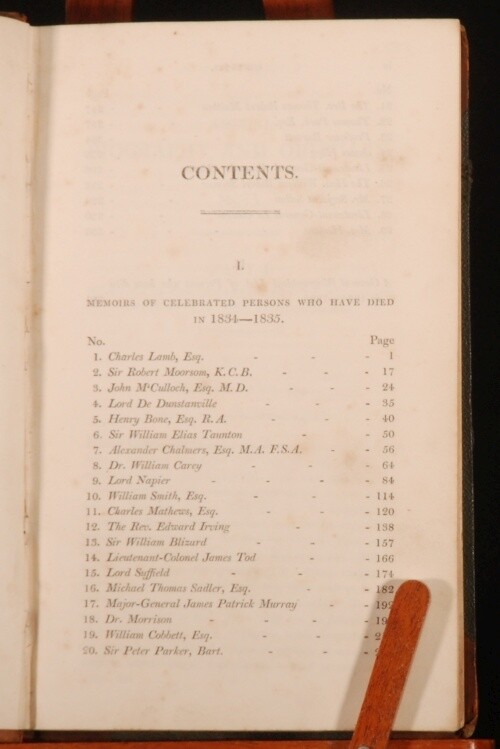 CONTENTS.
I.
MEMOIRS OF CELEBRATED PERSONS WHO HAVE DIED
IN 1834—1835.
No. Page
1. Charles Lamb, Esq. - - - 1
2. Sir Robert Moorsom, K.C.B. - - - 17
3. John McCulloch, Esq. M.D. - - 24
4. Lord De Dunstanville - - - 35
5. Henry Bone, Esq. R.A. - - - 40
6. Sir William Elias Taunton - - 50
7. Alexander Chalmers, Esq. M.A. F.S.A. - - 56
8. Dr. William Carey - - - 64
9. Lord Napier - - - - 84
10. William Smith, Esq. - - - 114
11. Charles Mathews, Esq. - - - 120
12. The Rev. Edward Irving - - 138
13. Sir William Blizard - - - 157
14. Lieutenant-Colonel James Tod - - 166
15. Lord Suffield - - - 174
16. Michael Thomas Sadler, Esq. - - 182
17. Major-General James Patrick Murray - - 192
18. Dr. Morrison - - - -
19. William Cobbett, Esq. - - -
20. Sir Peter Parker, Bart. - - -